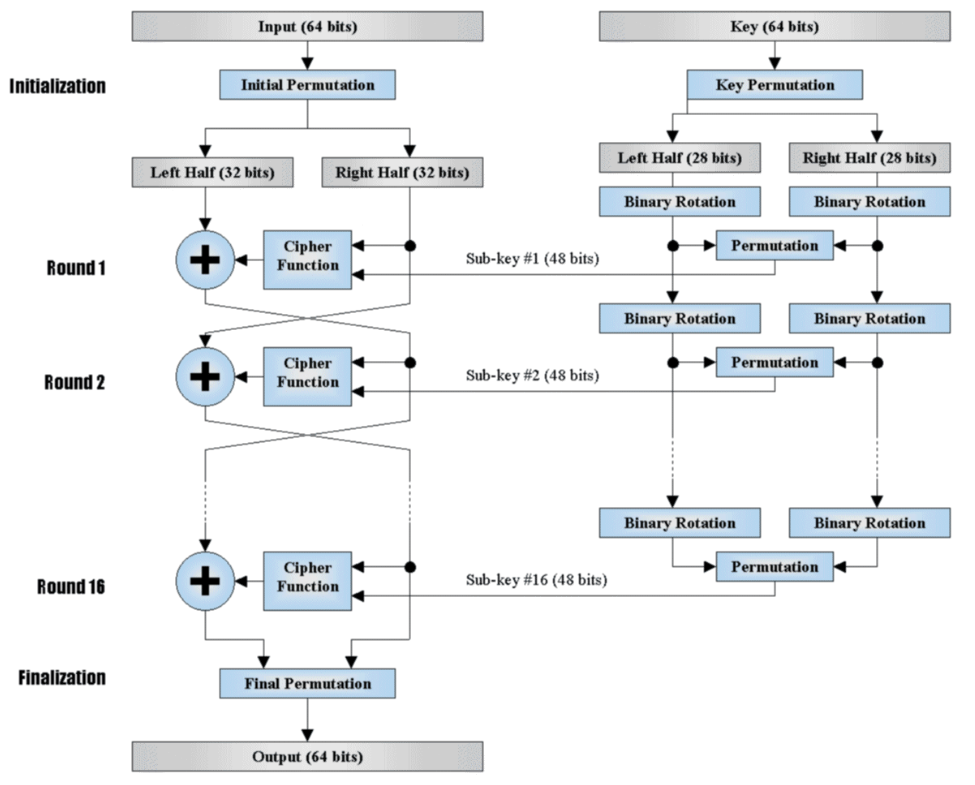 Input (64 bits)
Key (64 bits)
Initialization
Initial Permutation
Key Permutation
Left Half (32 bits)
Right Half (32 bits)
Left Half (28 bits)
Right Half (28 bits)
Binary Rotation
Binary Rotation
Round 1
Cipher
Function
Sub-key #1 (48 bits)
Permutation
Binary Rotation
Binary Rotation
Round 2
Cipher
Function
Sub-key #2 (48 bits)
Permutation
Binary Rotation
Binary Rotation
Round 16
Cipher
Function
Sub-key #16 (48 bits)
Permutation
Finalization
Final Permutation
Output (64 bits)